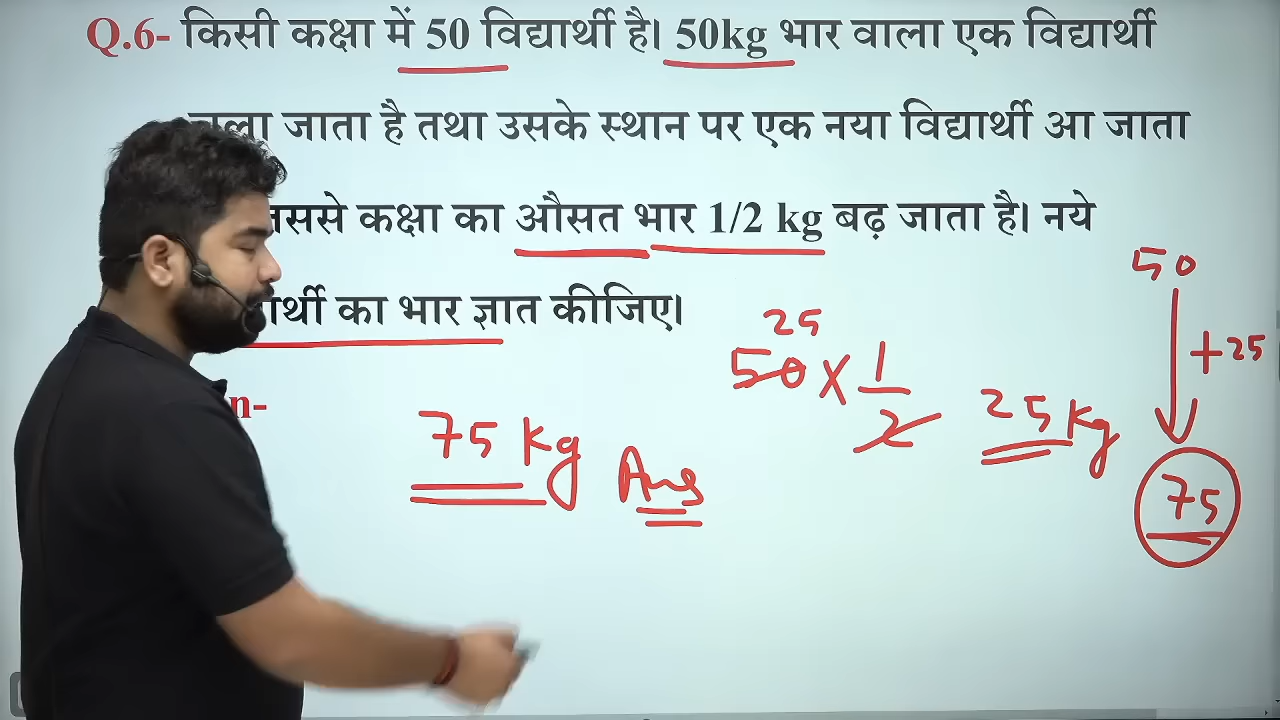 Q.6- किसी कक्षा में 50 विद्यार्थी है। 50kg भार वाला एक विद्यार्थी
जाता है तथा उसके स्थान पर एक नया विद्यार्थी आ जाता
कक्षा का औसत भार 1/2 kg बढ़ जाता है। नये
का भार ज्ञात कीजिए।
75 kg Ans
25
50 x 1/2
25 kg
50
+25
75